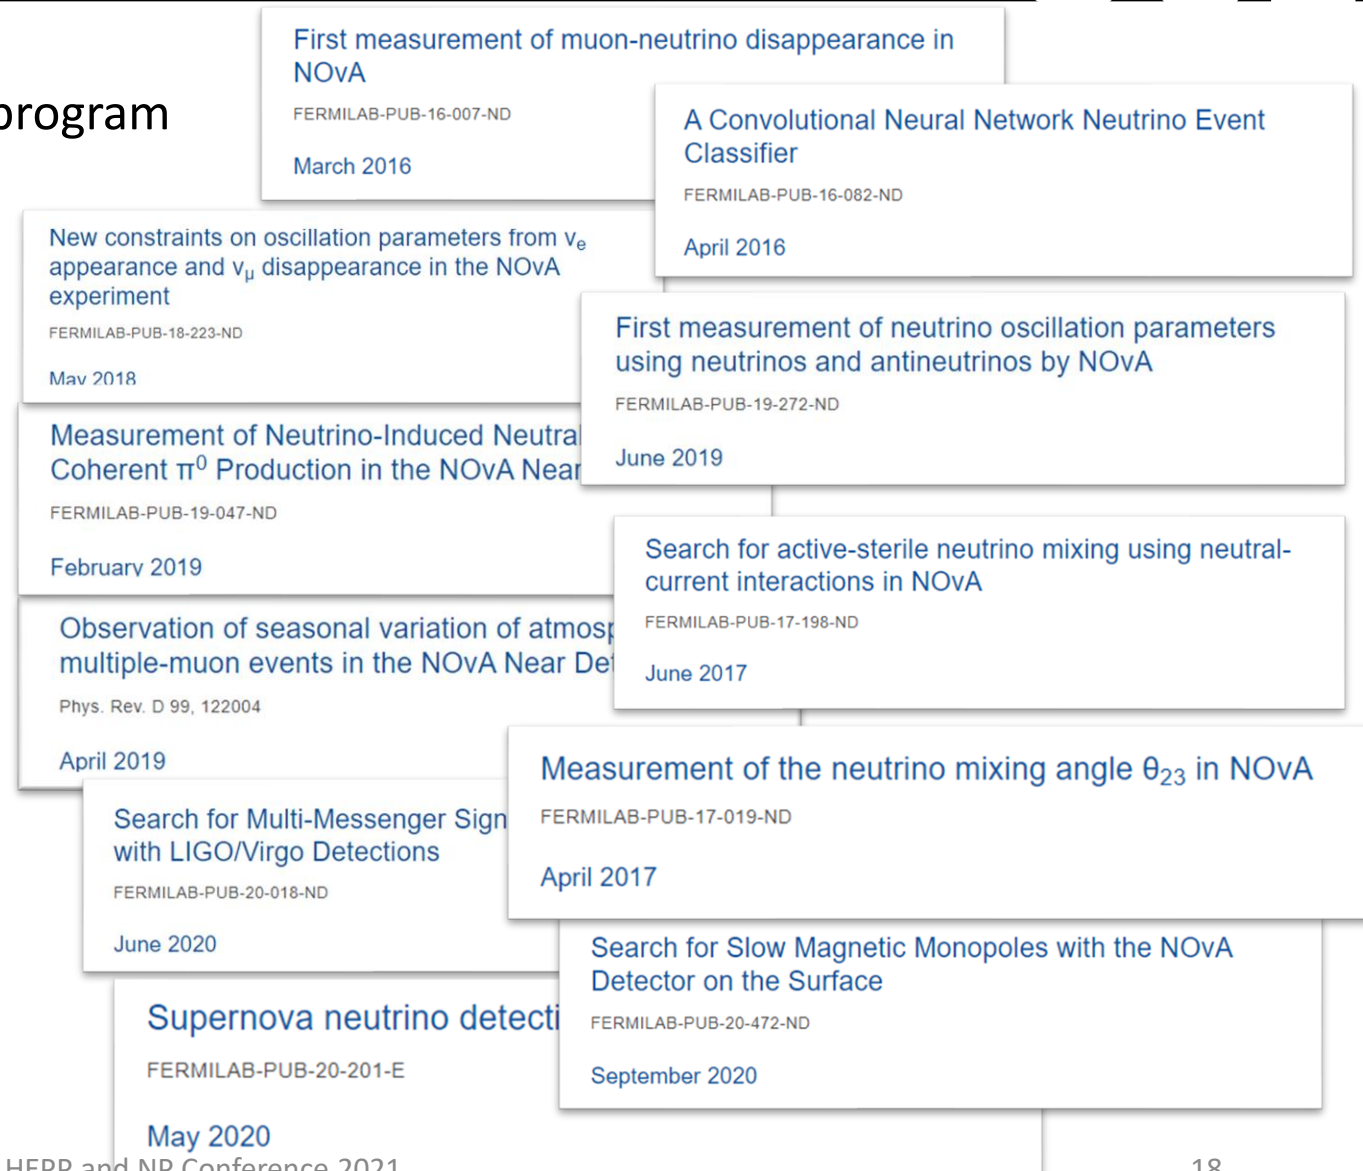 program
First measurement of muon-neutrino disappearance in
NOvA
FERMILAB-PUB-16-007-ND
March 2016
A Convolutional Neural Network Neutrino Event
Classifier
FERMILAB-PUB-16-082-ND
April 2016
New constraints on oscillation parameters from νe
appearance and νμ disappearance in the NOvA
experiment
FERMILAB-PUB-18-223-ND
May 2018
First measurement of neutrino oscillation parameters
using neutrinos and antineutrinos by NOvA
FERMILAB-PUB-19-272-ND
June 2019
Measurement of Neutrino-Induced Neutral
Coherent π⁰ Production in the NOvA Near
FERMILAB-PUB-19-047-ND
February 2019
Search for active-sterile neutrino mixing using neutral-
current interactions in NOvA
FERMILAB-PUB-17-198-ND
June 2017
Observation of seasonal variation of atmosp
multiple-muon events in the NOvA Near Det
Phys. Rev. D 99, 122004
April 2019
Measurement of the neutrino mixing angle θ₂₃ in NOvA
FERMILAB-PUB-17-019-ND
April 2017
Search for Multi-Messenger Sign
with LIGO/Virgo Detections
FERMILAB-PUB-20-018-ND
June 2020
Search for Slow Magnetic Monopoles with the NOvA
Detector on the Surface
FERMILAB-PUB-20-472-ND
September 2020
Supernova neutrino detecti
FERMILAB-PUB-20-201-E
May 2020
HEPP and NP Conference 2021
18